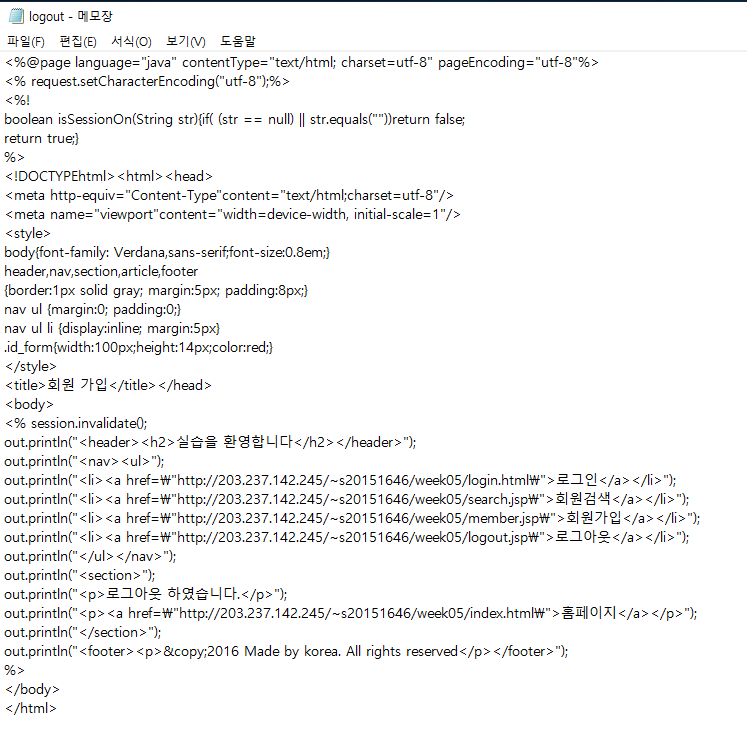 logout - 메모장
파일(F) 편집(E) 서식(O) 보기(V) 도움말
<%@page language="java" contentType="text/html; charset=utf-8" pageEncoding="utf-8"%>
<% request.setCharacterEncoding("utf-8");%>
<%!
boolean isSessionOn(String str){if( (str == null) || str.equals(""))return false;
return true;}
%>
<!DOCTYPEhtml><html><head>
<meta http-equiv="Content-Type"content="text/html;charset=utf-8"/>
<meta name="viewport"content="width=device-width, initial-scale=1"/>
<style>
body{font-family: Verdana,sans-serif;font-size:0.8em;}
header,nav,section,article,footer
{border:1px solid gray; margin:5px; padding:8px;}
nav ul {margin:0; padding:0;}
nav ul li {display:inline; margin:5px}
.id_form{width:100px;height:14px;color:red;}
</style>
<title>회원 가입</title></head>
<body>
<% session.invalidate();
out.println("<header><h2>실습을 환영합니다</h2></header>");
out.println("<nav><ul>");
out.println("<li><a href=₩"http://203.237.142.245/~s20151646/week05/login.html₩">로그인</a></li>");
out.println("<li><a href=₩"http://203.237.142.245/~s20151646/week05/search.jsp₩">회원검색</a></li>");
out.println("<li><a href=₩"http://203.237.142.245/~s20151646/week05/member.jsp₩">회원가입</a></li>");
out.println("<li><a href=₩"http://203.237.142.245/~s20151646/week05/logout.jsp₩">로그아웃</a></li>");
out.println("</ul></nav>");
out.println("<section>");
out.println("<p>로그아웃 하였습니다.</p>");
out.println("<p><a href=₩"http://203.237.142.245/~s20151646/week05/index.html₩">홈페이지</a></p>");
out.println("</section>");
out.println("<footer><p>&copy;2016 Made by korea. All rights reserved</p></footer>");
%>
</body>
</html>